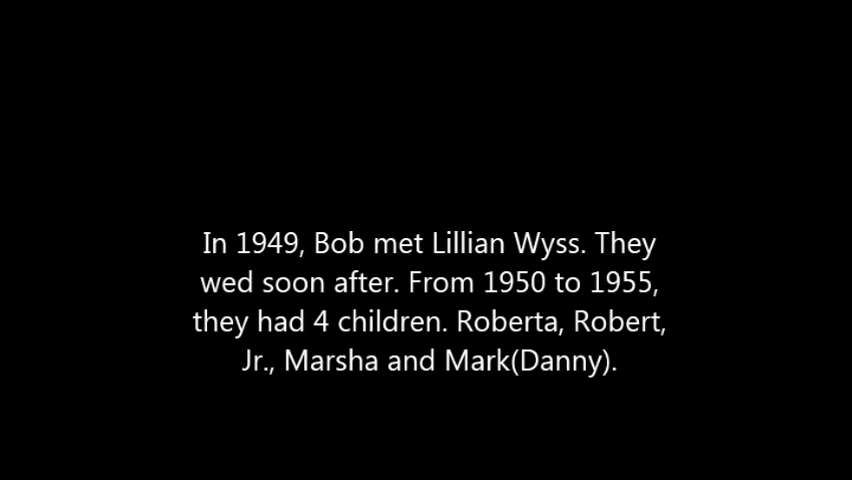 In 1949, Bob met Lillian Wyss. They
wed soon after. From 1950 to 1955,
they had 4 children. Roberta, Robert,
Jr., Marsha and Mark(Danny).